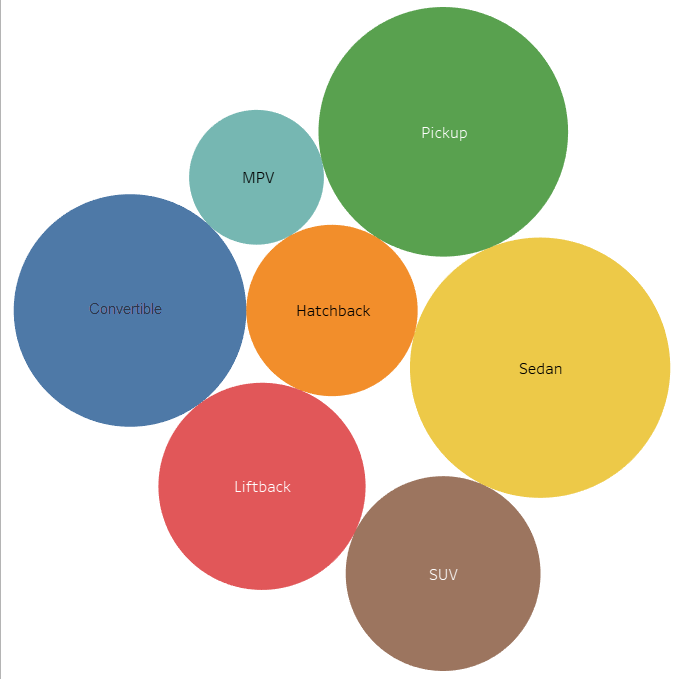 Pickup
MPV
Convertible
Hatchback
Sedan
Liftback
SUV